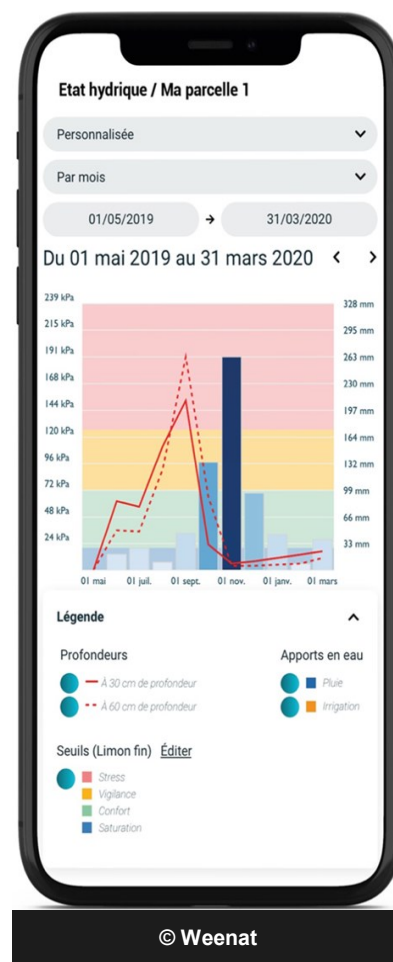 Etat hydrique / Ma parcelle 1
Personnalisée
Par mois
01/05/2019 → 31/03/2020
Du 01 mai 2019 au 31 mars 2020 < >
239 kPa 328 mm
215 kPa 295 mm
191 kPa 263 mm
168 kPa 230 mm
144 kPa 197 mm
120 kPa 164 mm
96 kPa 132 mm
72 kPa 99 mm
48 kPa 66 mm
24 kPa 33 mm
01 mai 01 juil. 01 sept. 01 nov. 01 janv. 01 mars
Légende
Profondeurs Apports en eau
À 30 cm de profondeur Pluie
À 60 cm de profondeur Irrigation
Seuils (Limon fin) Éditer
Stress
Vigilance
Confort
Saturation
© Weenat